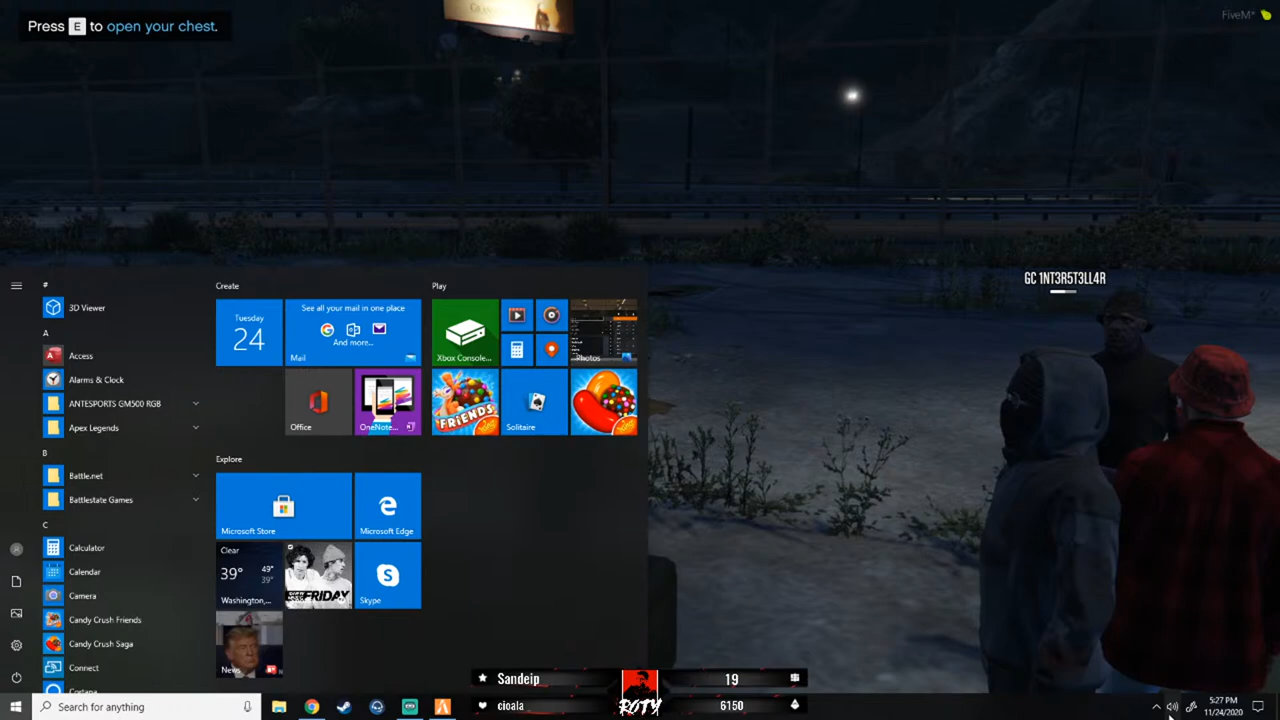 Press E to open your chest.
FiveM*
GC 1NT3R5T3LL4R
#
3D Viewer
A
Access
Alarms & Clock
ANTESPORTS GM500 RGB
Apex Legends
B
Battle.net
Battlestate Games
C
Calculator
Calendar
Camera
Candy Crush Friends
Candy Crush Saga
Connect
Cortana
Create
Tuesday
24
See all your mail in one place
And more...
Mail
Office
OneNote...
Play
Xbox Console...
Photos
FRIENDS
Solitaire
Explore
Microsoft Store
Microsoft Edge
Clear
39°
49°
39°
Washington,...
FRIDAY
Skype
News
Sandeip
19
cioala
ROTY
6150
Search for anything
5:27 PM
11/24/2020